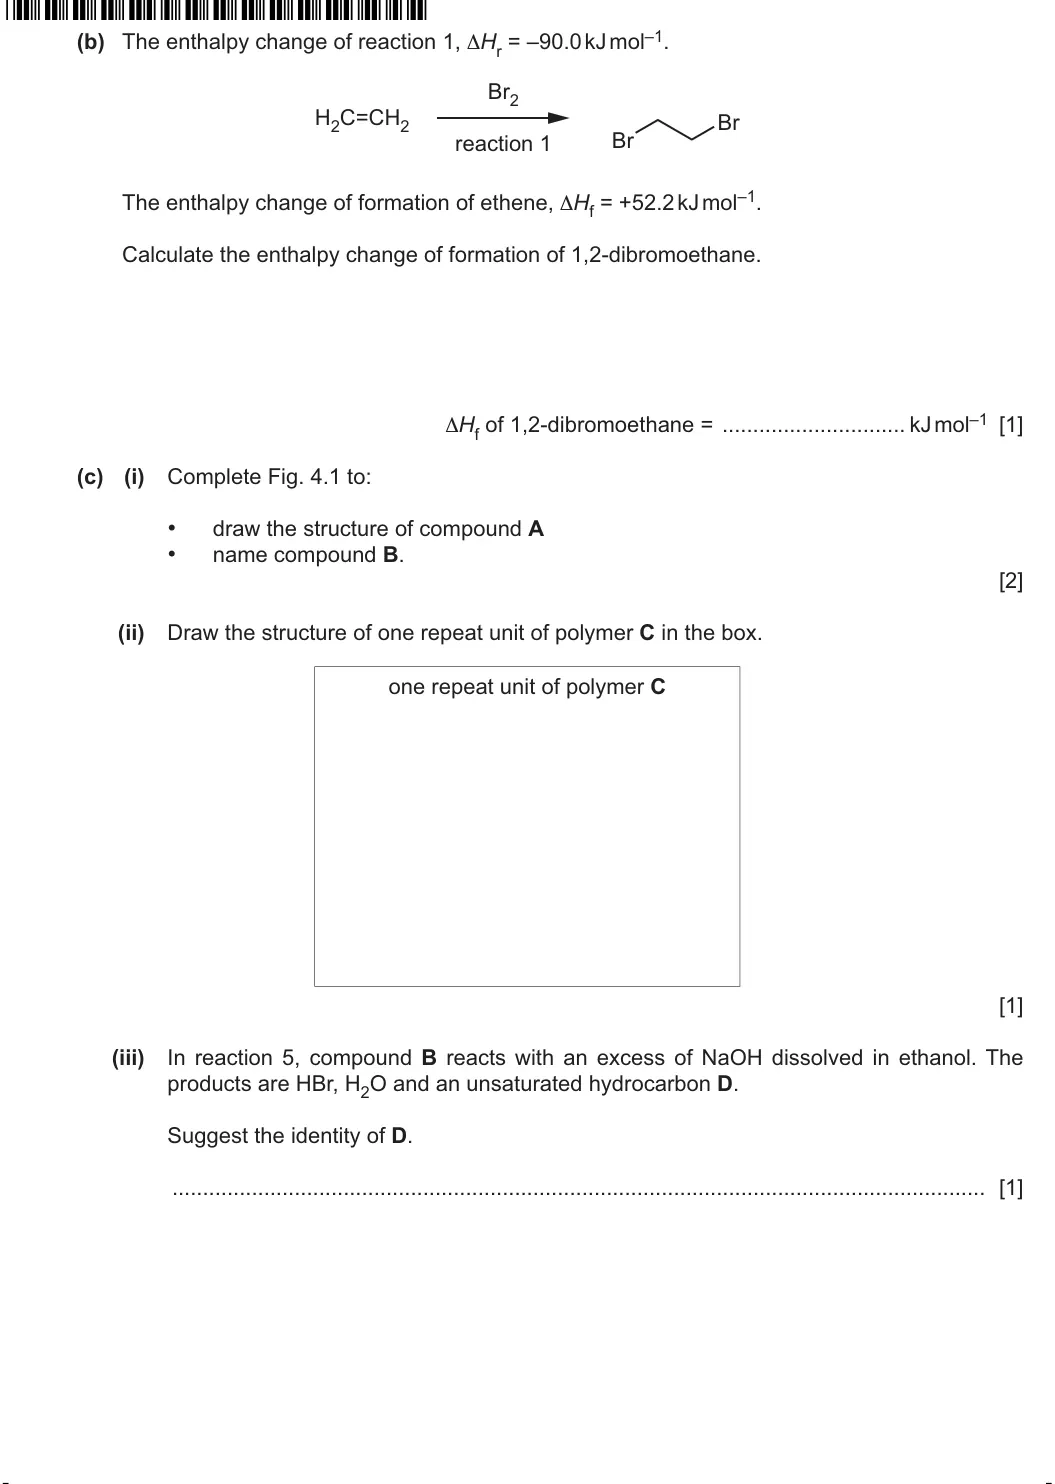 (b) The enthalpy change of reaction 1, ΔHr = –90.0 kJ mol–1.
Br2
H2C=CH2
reaction 1
Br
Br
The enthalpy change of formation of ethene, ΔHf = +52.2 kJ mol–1.
Calculate the enthalpy change of formation of 1,2-dibromoethane.
ΔHf of 1,2-dibromoethane = .............................. kJ mol–1 [1]
(c) (i) Complete Fig. 4.1 to:
• draw the structure of compound A
• name compound B.
[2]
(ii) Draw the structure of one repeat unit of polymer C in the box.
one repeat unit of polymer C
[1]
(iii) In reaction 5, compound B reacts with an excess of NaOH dissolved in ethanol. The
products are HBr, H2O and an unsaturated hydrocarbon D.
Suggest the identity of D.
...................................................................................................................................... [1]